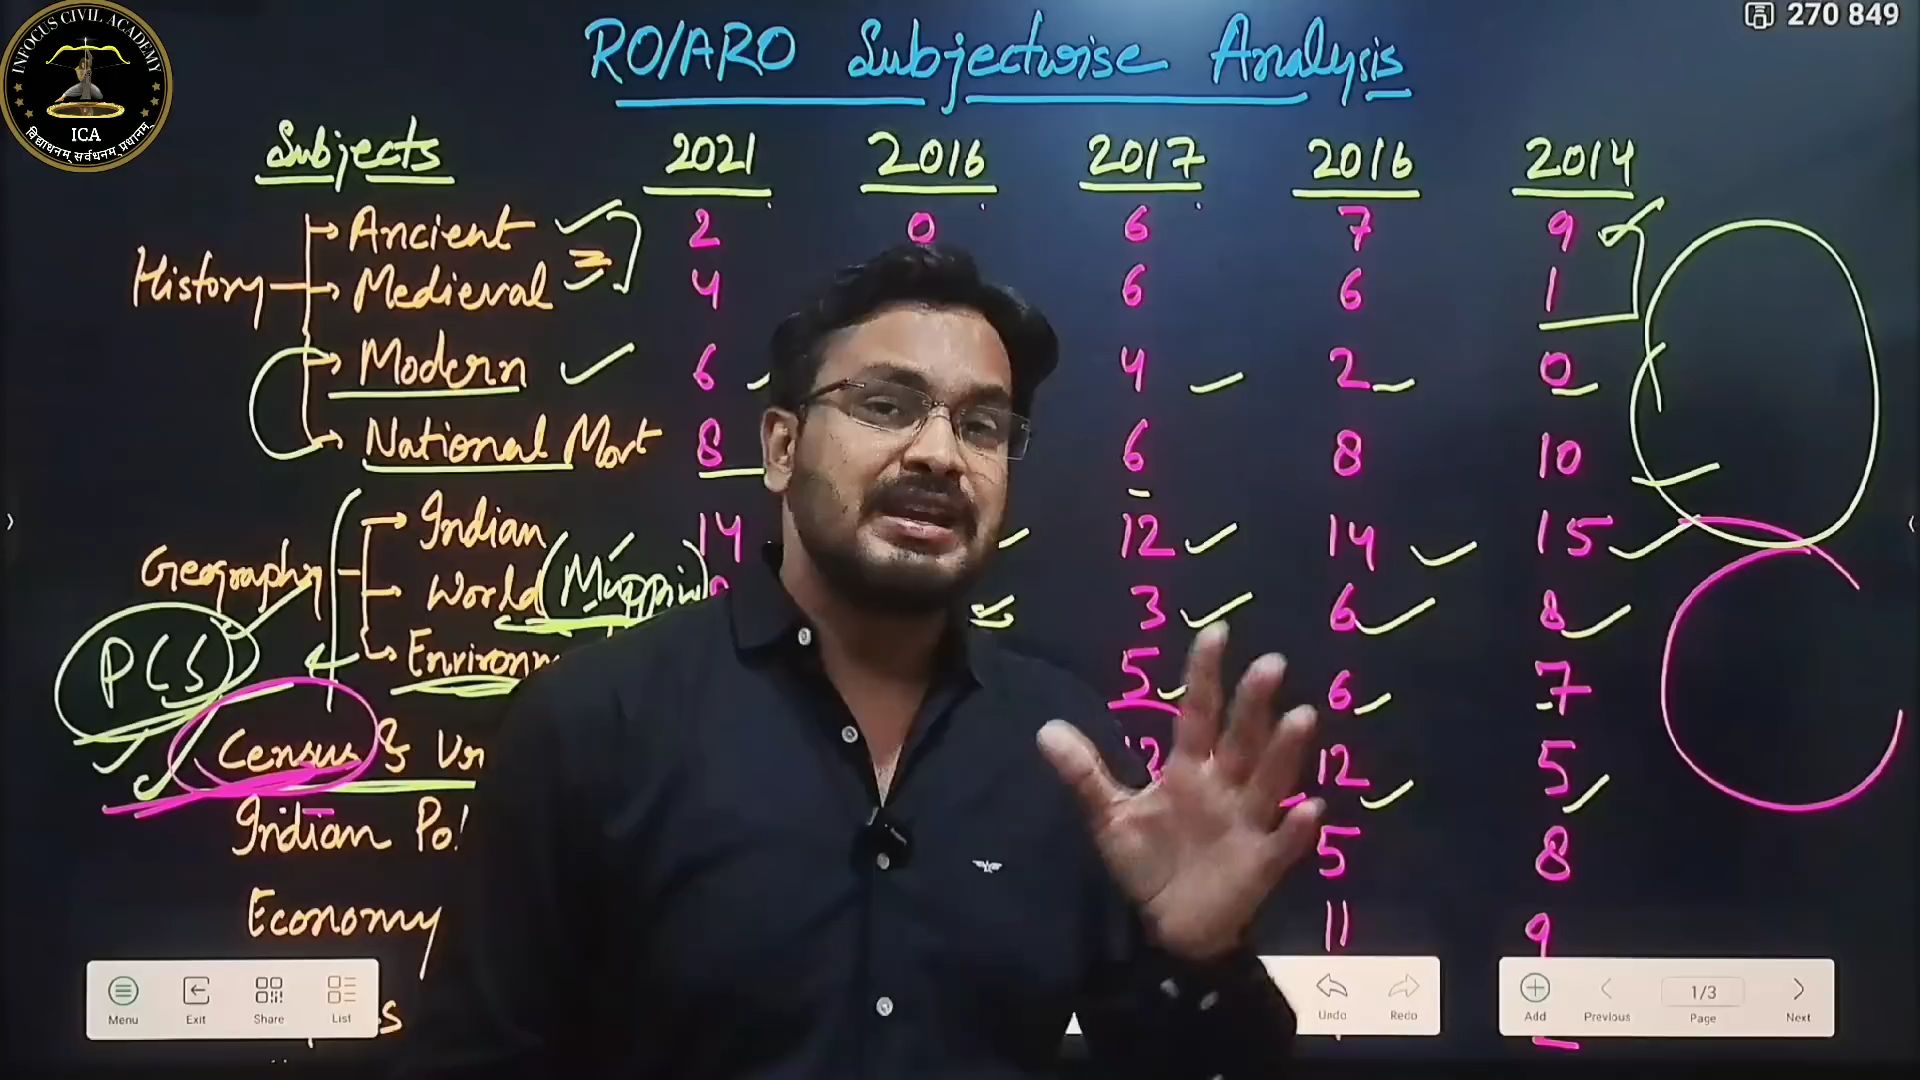 INFOCUS CIVIL ACADEMY
ICA
विद्याधनम् सर्वधनम् प्रधानम्
270 849
RO/ARO Subjectwise Analysis
Subjects 2021 2016 2017 2016 2014
Ancient 2 0 6 7 9
History Medieval 4 6 6 1
Modern 6 4 2 0
National Movt 8 6 8 10
Indian 14 12 14 15
Geography
World (Mappin) 3 6 8
PCS Environ 5 6 7
Census & Ur 12 5
Indian Pol 5 8
Economy 11 9
Menu Exit Share List Undo Redo Add Previous 1/3 Page Next